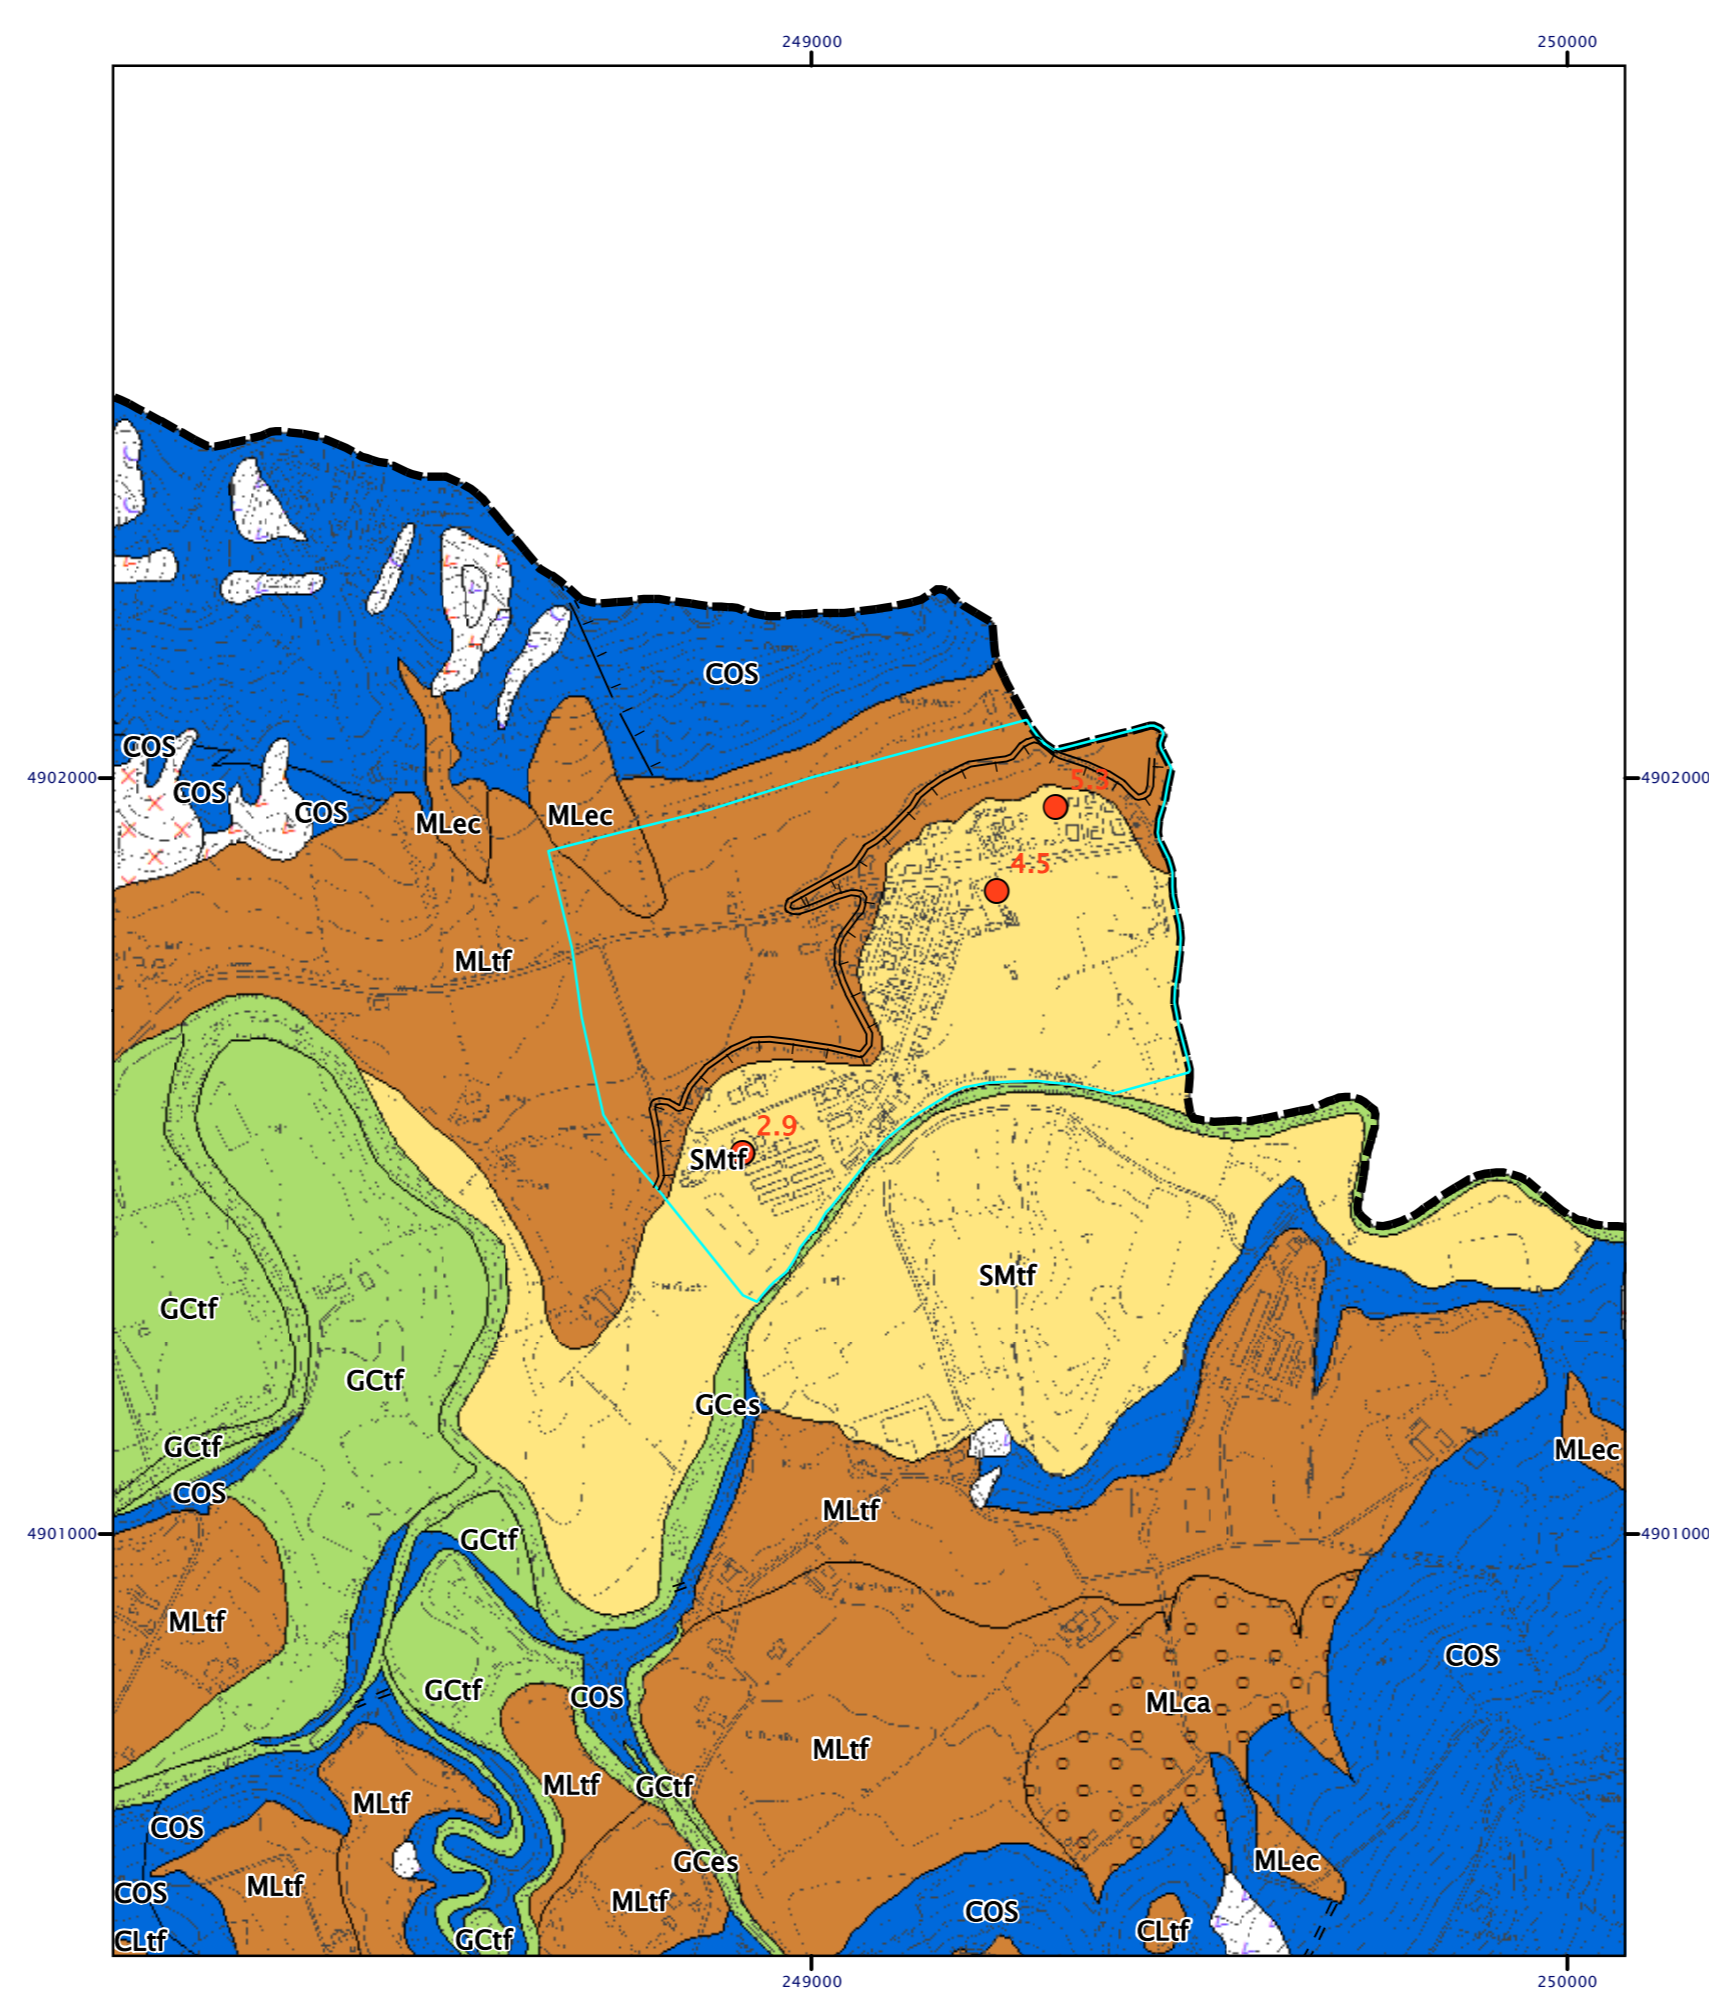 249000 250000
COS
COS
5.3
4902000 4902000
COS
COS
MLec
MLec
4.5
MLtf
2.9
SMtf
SMtf
GCtf
GCtf
GCes
GCtf
MLec
COS
MLtf
4901000 4901000
GCtf
MLtf
COS
GCtf
COS
MLca
MLtf
MLtf
GCtf
MLtf
COS
GCes
MLec
MLtf
COS
MLtf
COS
CLtf
GCtf
CLtf
249000 250000